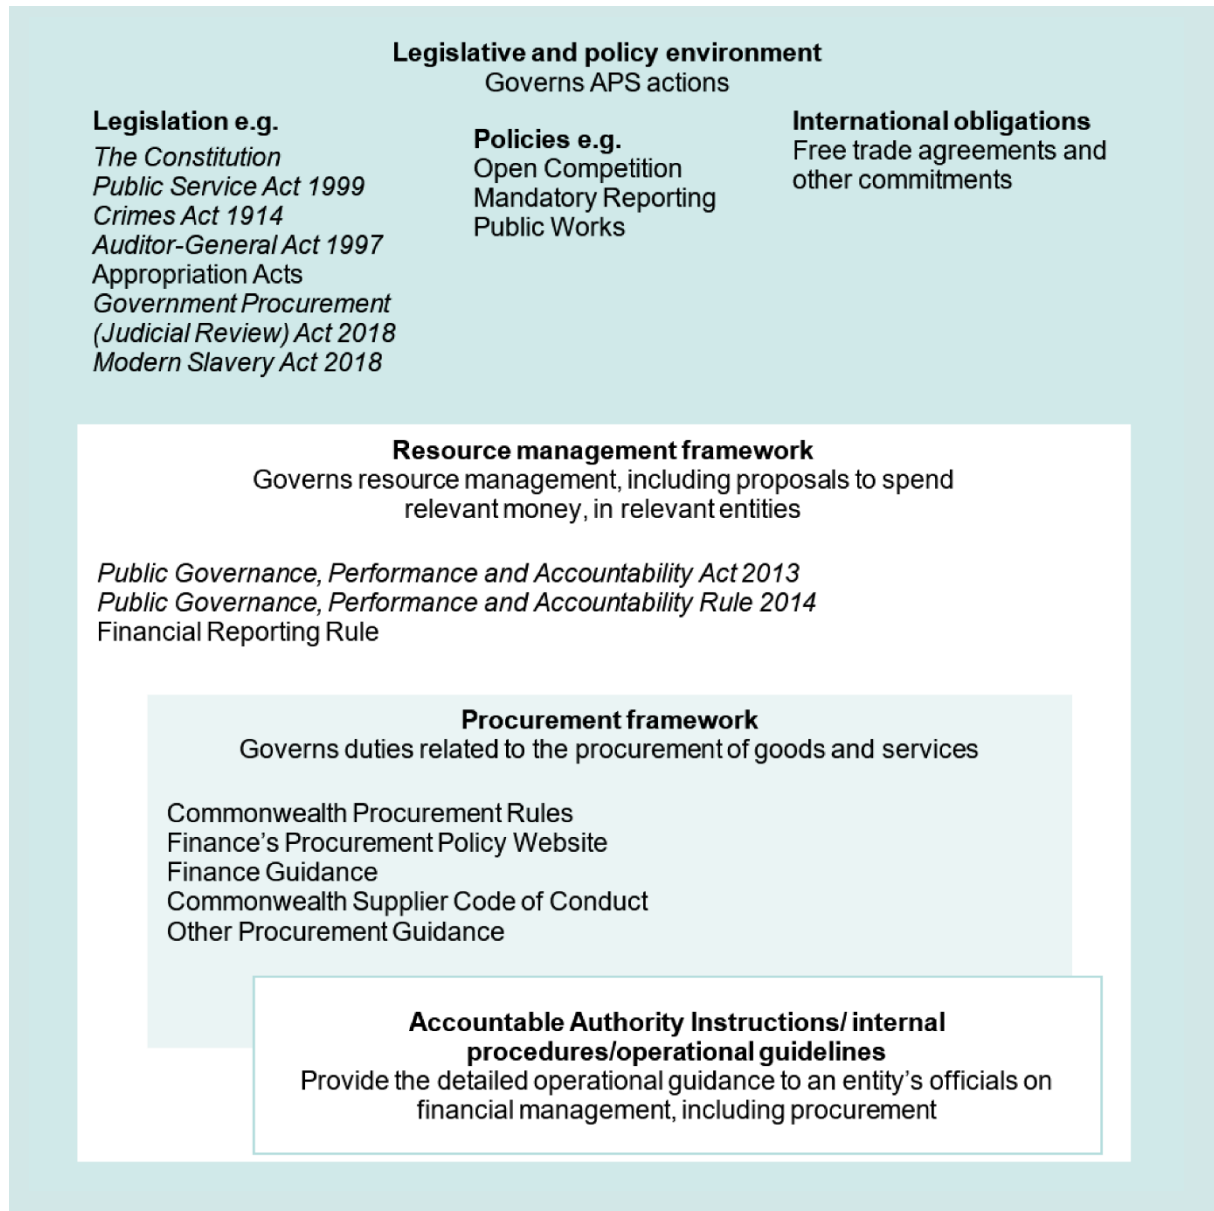 Legislative and policy environment
Governs APS actions
Legislation e.g.
The Constitution
Public Service Act 1999
Crimes Act 1914
Auditor-General Act 1997
Appropriation Acts
Government Procurement
(Judicial Review) Act 2018
Modern Slavery Act 2018
Policies e.g.
Open Competition
Mandatory Reporting
Public Works
International obligations
Free trade agreements and
other commitments
Resource management framework
Governs resource management, including proposals to spend
relevant money, in relevant entities
Public Governance, Performance and Accountability Act 2013
Public Governance, Performance and Accountability Rule 2014
Financial Reporting Rule
Procurement framework
Governs duties related to the procurement of goods and services
Commonwealth Procurement Rules
Finance’s Procurement Policy Website
Finance Guidance
Commonwealth Supplier Code of Conduct
Other Procurement Guidance
Accountable Authority Instructions/ internal
procedures/operational guidelines
Provide the detailed operational guidance to an entity’s officials on
financial management, including procurement